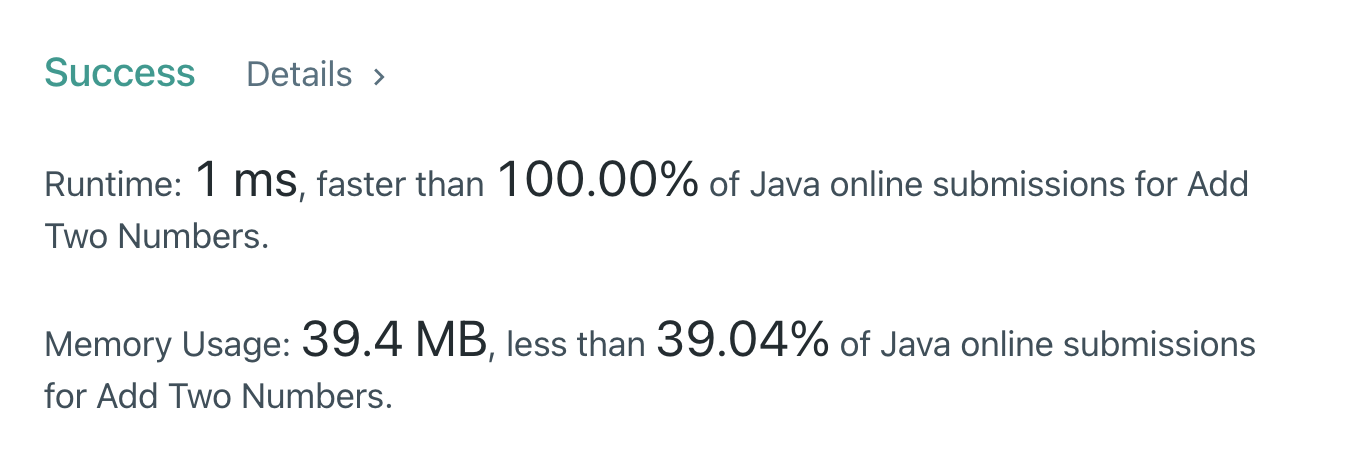 Success Details >
Runtime: 1 ms, faster than 100.00% of Java online submissions for Add
Two Numbers.
Memory Usage: 39.4 MB, less than 39.04% of Java online submissions
for Add Two Numbers.